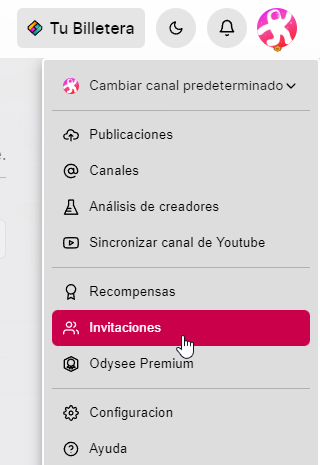 Tu Billetera
Cambiar canal predeterminado
Publicaciones
Canales
Análisis de creadores
Sincronizar canal de Youtube
Recompensas
Invitaciones
Odysee Premium
Configuracion
Ayuda